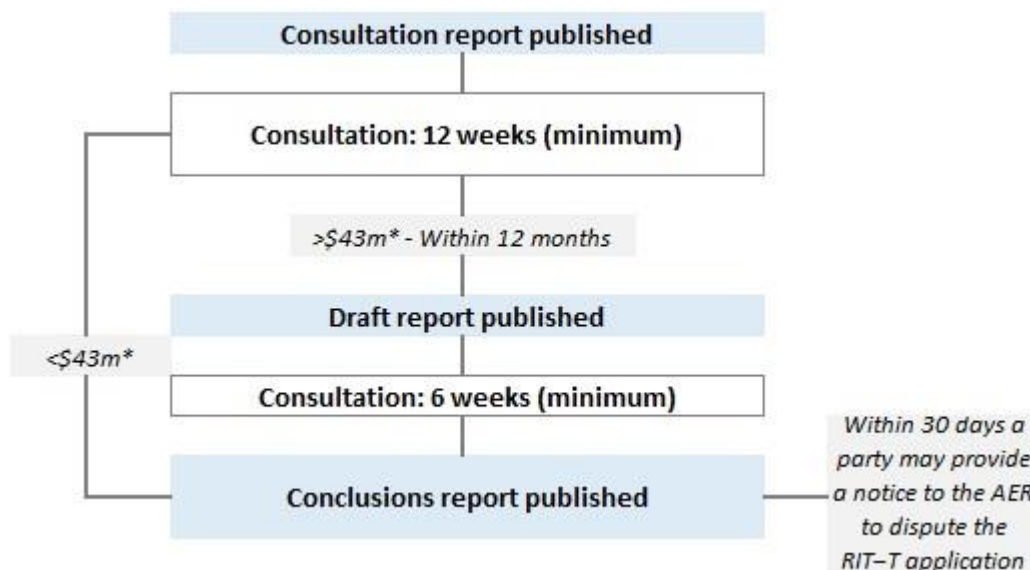 Consultation report published
Consultation: 12 weeks (minimum)
>$43m* - Within 12 months
Draft report published
<$43m*
Consultation: 6 weeks (minimum)
Conclusions report published
Within 30 days a
party may provide
a notice to the AER
to dispute the
RIT–T application